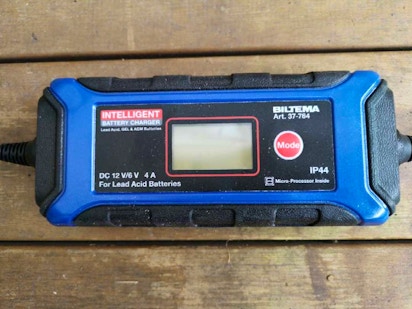 INTELLIGENT
BATTERY CHARGER
Lead Acid, GEL & AGM Batteries
BILTEMA
Art. 37-784
Mode
DC 12 V/6 V 4 A
For Lead Acid Batteries
IP44
Micro-Processor Inside